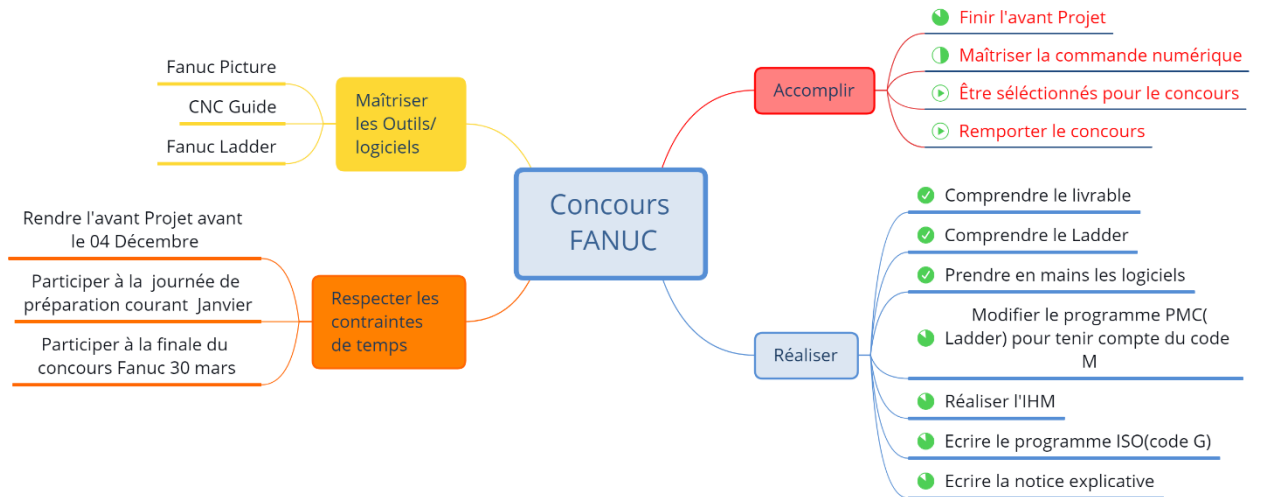 Concours
FANUC
Accomplir
Finir l'avant Projet
Maîtriser la commande numérique
Être séléctionnés pour le concours
Remporter le concours
Réaliser
Comprendre le livrable
Comprendre le Ladder
Prendre en mains les logiciels
Modifier le programme PMC(
Ladder) pour tenir compte du code
M
Réaliser l'IHM
Ecrire le programme ISO(code G)
Ecrire la notice explicative
Maîtriser
les Outils/
logiciels
Fanuc Picture
CNC Guide
Fanuc Ladder
Respecter les
contraintes
de temps
Rendre l'avant Projet avant
le 04 Décembre
Participer à la journée de
préparation courant Janvier
Participer à la finale du
concours Fanuc 30 mars